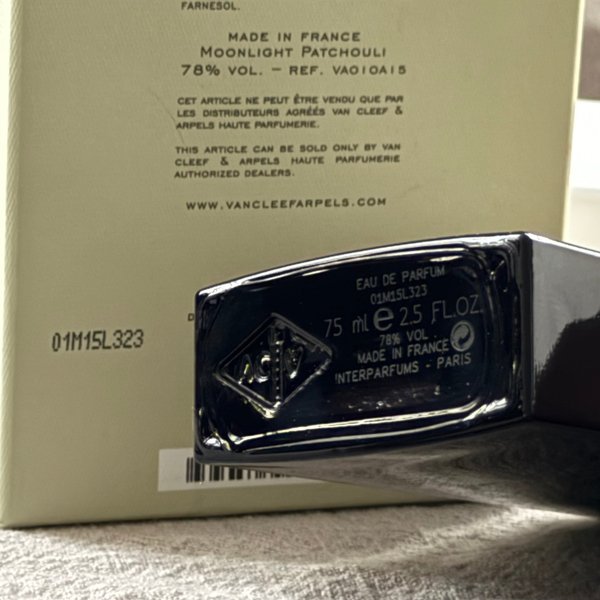 FARNESOL.
MADE IN FRANCE
MOONLIGHT PATCHOULI
78% VOL. – REF. VA010A15
CET ARTICLE NE PEUT ÊTRE VENDU QUE PAR
LES DISTRIBUTEURS AGRÉÉS VAN CLEEF &
ARPELS HAUTE PARFUMERIE.
THIS ARTICLE CAN BE SOLD ONLY BY VAN
CLEEF & ARPELS HAUTE PARFUMERIE
AUTHORIZED DEALERS.
WWW.VANCLEEFARPELS.COM
01M15L323
EAU DE PARFUM
01M15L323
75 ml e 2.5 FL.OZ.
78% VOL
MADE IN FRANCE
INTERPARFUMS - PARIS